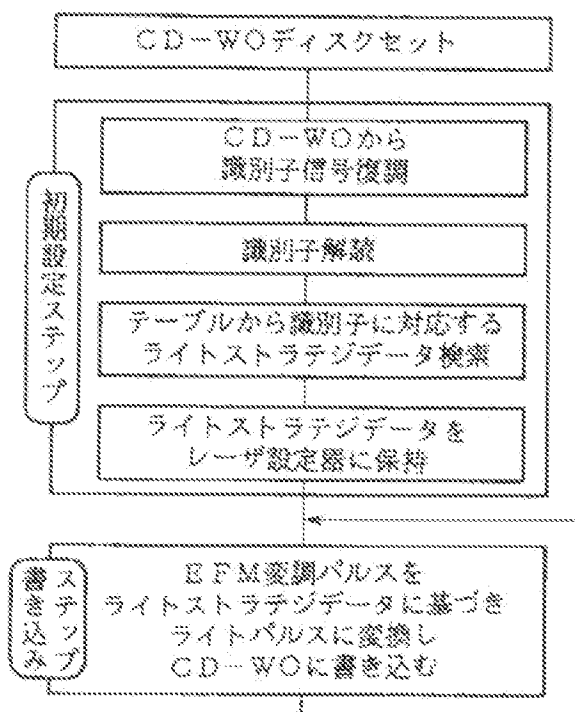 CD-WOディスクセット
初期設定ステップ
CD-WOから
識別子信号復調
識別子解読
テーブルから識別子に対応する
ライトストラテジデータ検索
ライトストラテジデータを
レーザ設定器に保持
書き込み
ステップ
EFM変調パルスを
ライトストラテジデータに基づき
ライトパルスに変換し
CD-WOに書き込む